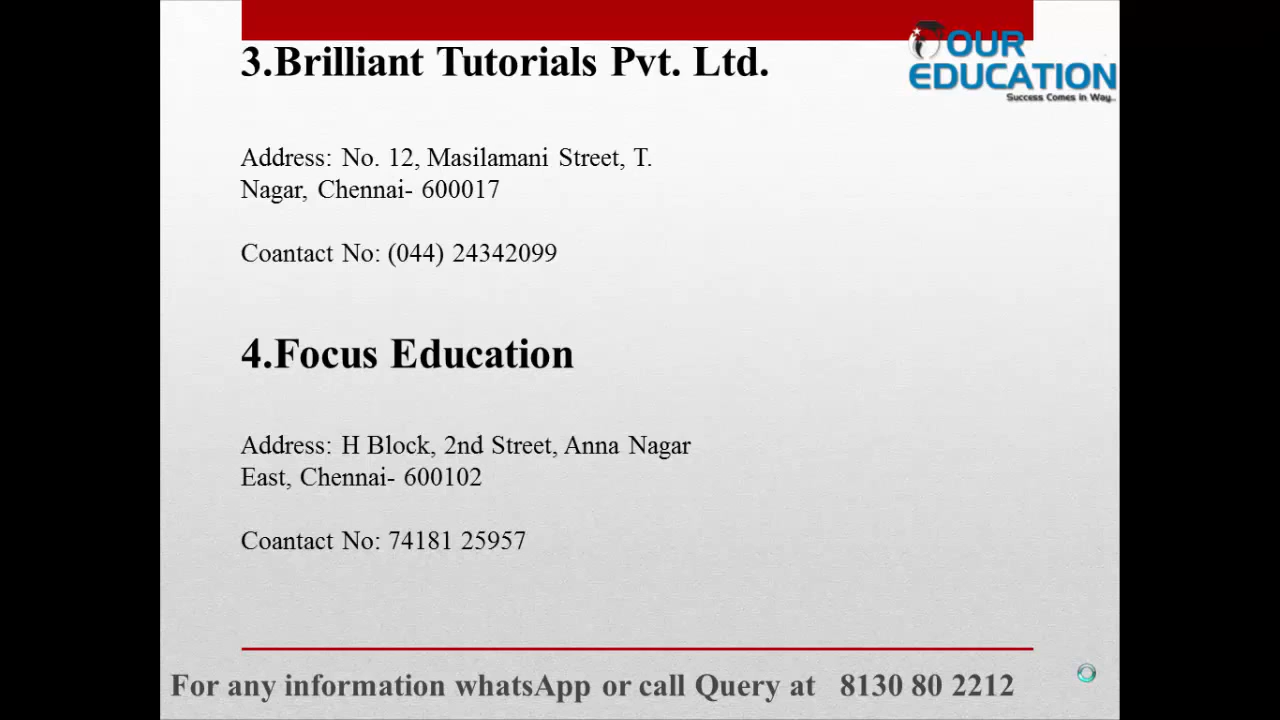 3.Brilliant Tutorials Pvt. Ltd.
OUR
EDUCATION
Success Comes in Way..
Address: No. 12, Masilamani Street, T.
Nagar, Chennai- 600017
Coantact No: (044) 24342099
4.Focus Education
Address: H Block, 2nd Street, Anna Nagar
East, Chennai- 600102
Coantact No: 74181 25957
For any information whatsApp or call Query at 8130 80 2212